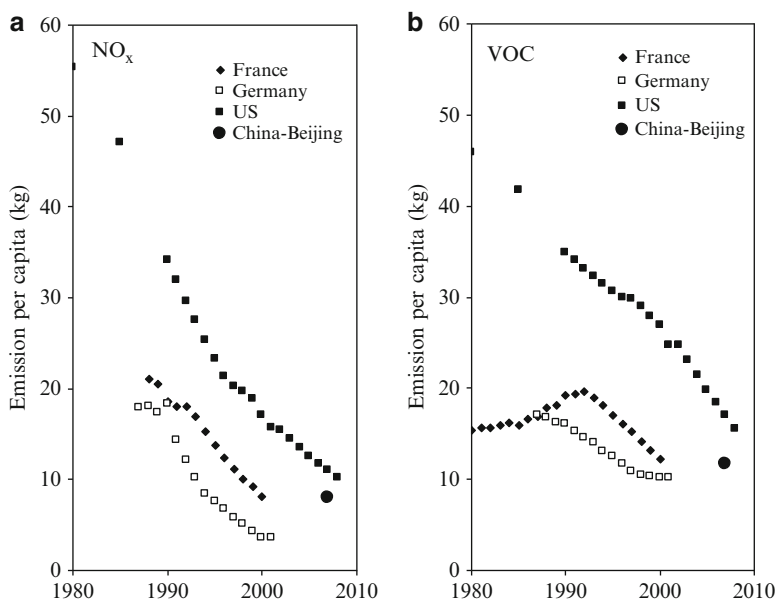 a
NOx
France
Germany
US
China-Beijing
Emission per capita (kg)
60
50
40
30
20
10
0
1980 1990 2000 2010
b
VOC
France
Germany
US
China-Beijing
Emission per capita (kg)
60
50
40
30
20
10
0
1980 1990 2000 2010